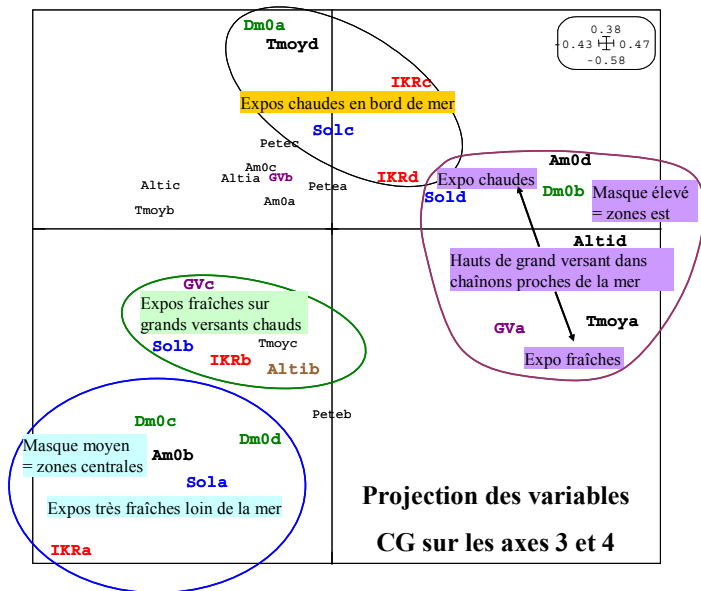 Dm0a
Tmoyd
0.38
-0.43 0.47
-0.58
IKRc
Expos chaudes en bord de mer
Solc
Petec
Am0c
Altia GVb
Altic
Petea
IKRd
Am0a
Tmoyb
Am0d
Expo chaudes
Dm0b
Sold
Masque élevé
= zones est
Altid
Hauts de grand versant dans
chaînons proches de la mer
GVa
Tmoya
Expo fraîches
GVc
Expos fraîches sur
grands versants chauds
Solb
Tmoyc
IKRb
Altib
Peteb
Dm0c
Dm0d
Masque moyen
= zones centrales
Am0b
Sola
Expos très fraîches loin de la mer
IKRa
Projection des variables
CG sur les axes 3 et 4